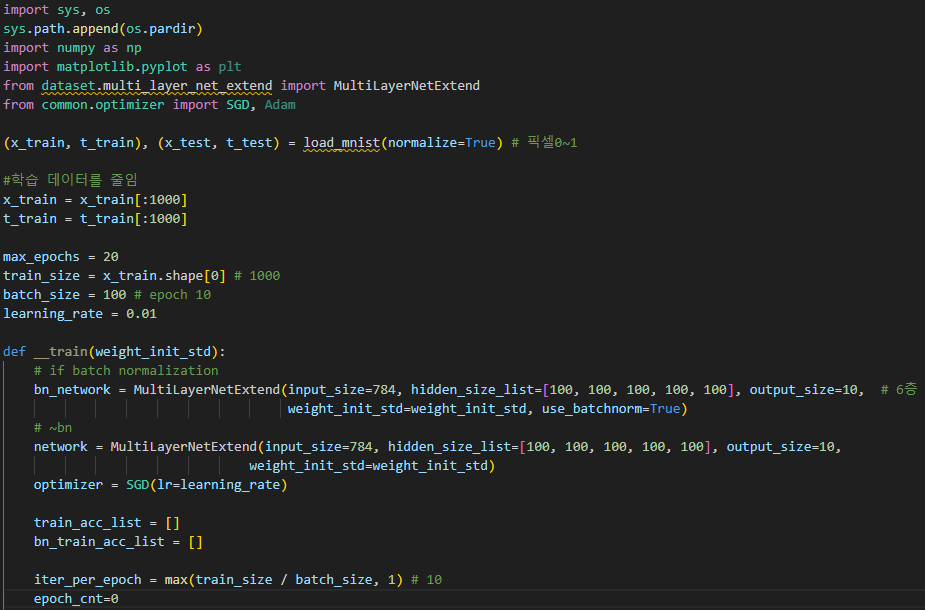 import sys, os
sys.path.append(os.pardir)
import numpy as np
import matplotlib.pyplot as plt
from dataset.multi_layer_net_extend import MultiLayerNetExtend
from common.optimizer import SGD, Adam

(x_train, t_train), (x_test, t_test) = load_mnist(normalize=True) # 픽셀0~1

#학습 데이터를 줄임
x_train = x_train[:1000]
t_train = t_train[:1000]

max_epochs = 20
train_size = x_train.shape[0] # 1000
batch_size = 100 # epoch 10
learning_rate = 0.01

def __train(weight_init_std):
    # if batch normalization
    bn_network = MultiLayerNetExtend(input_size=784, hidden_size_list=[100, 100, 100, 100, 100], output_size=10,  # 6층
                                 weight_init_std=weight_init_std, use_batchnorm=True)
    # ~bn
    network = MultiLayerNetExtend(input_size=784, hidden_size_list=[100, 100, 100, 100, 100], output_size=10,
                            weight_init_std=weight_init_std)
    optimizer = SGD(lr=learning_rate)

    train_acc_list = []
    bn_train_acc_list = []

    iter_per_epoch = max(train_size / batch_size, 1) # 10
    epoch_cnt=0